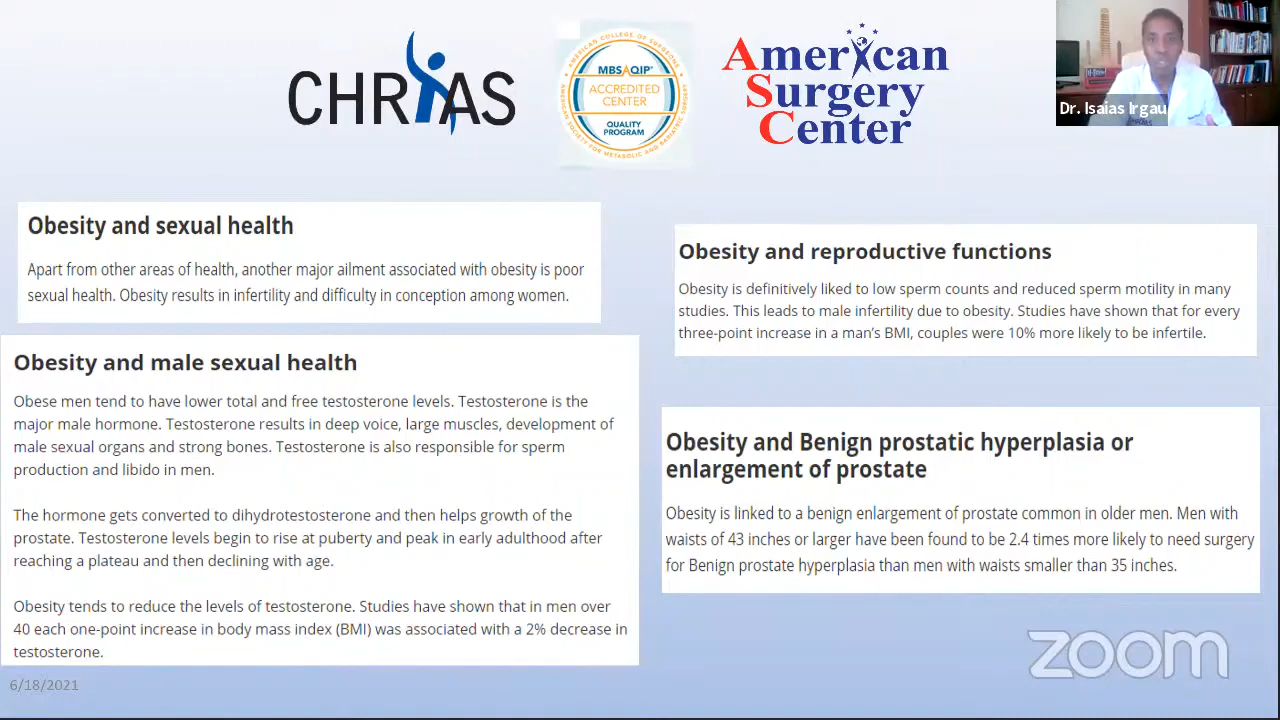 CHRIAS
AMERICAN COLLEGE OF SURGEONS
MBSAQIP
ACCREDITED
CENTER
QUALITY
PROGRAM
AMERICAN SOCIETY FOR METABOLIC AND BARIATRIC SURGERY
American
Surgery
Center
Dr. Isaias Irgau
Obesity and sexual health
Apart from other areas of health, another major ailment associated with obesity is poor
sexual health. Obesity results in infertility and difficulty in conception among women.
Obesity and male sexual health
Obese men tend to have lower total and free testosterone levels. Testosterone is the
major male hormone. Testosterone results in deep voice, large muscles, development of
male sexual organs and strong bones. Testosterone is also responsible for sperm
production and libido in men.
The hormone gets converted to dihydrotestosterone and then helps growth of the
prostate. Testosterone levels begin to rise at puberty and peak in early adulthood after
reaching a plateau and then declining with age.
Obesity tends to reduce the levels of testosterone. Studies have shown that in men over
40 each one-point increase in body mass index (BMI) was associated with a 2% decrease in
testosterone.
Obesity and reproductive functions
Obesity is definitively liked to low sperm counts and reduced sperm motility in many
studies. This leads to male infertility due to obesity. Studies have shown that for every
three-point increase in a man's BMI, couples were 10% more likely to be infertile.
Obesity and Benign prostatic hyperplasia or
enlargement of prostate
Obesity is linked to a benign enlargement of prostate common in older men. Men with
waists of 43 inches or larger have been found to be 2.4 times more likely to need surgery
for Benign prostate hyperplasia than men with waists smaller than 35 inches.
6/18/2021
zoom